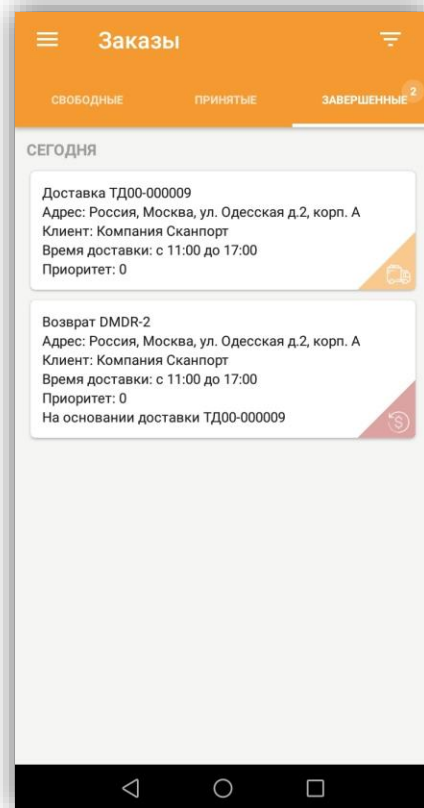 Заказы
СВОБОДНЫЕ
ПРИНЯТЫЕ
ЗАВЕРШЕННЫЕ 2
СЕГОДНЯ
Доставка ТД00-000009
Адрес: Россия, Москва, ул. Одесская д.2, корп. А
Клиент: Компания Сканпорт
Время доставки: с 11:00 до 17:00
Приоритет: 0
Возврат DMDR-2
Адрес: Россия, Москва, ул. Одесская д.2, корп. А
Клиент: Компания Сканпорт
Время доставки: с 11:00 до 17:00
Приоритет: 0
На основании доставки ТД00-000009